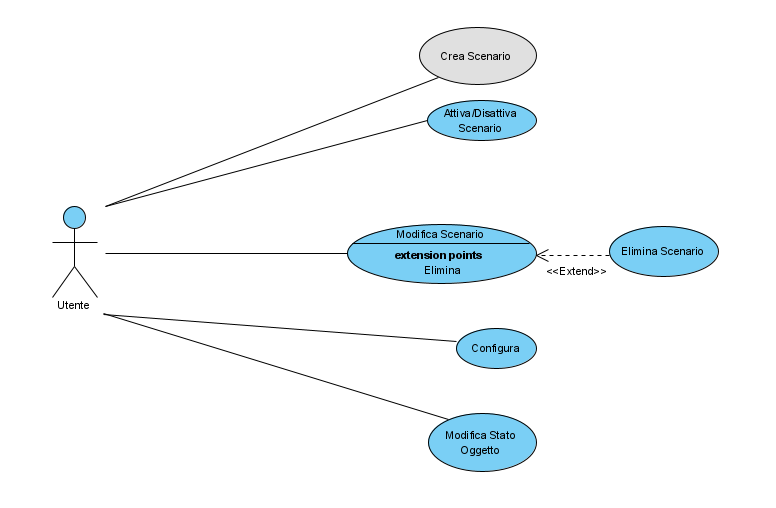 Crea Scenario
Attiva/Disattiva
Scenario
Modifica Scenario
extension points
Elimina
Elimina Scenario
<<Extend>>
Utente
Configura
Modifica Stato
Oggetto